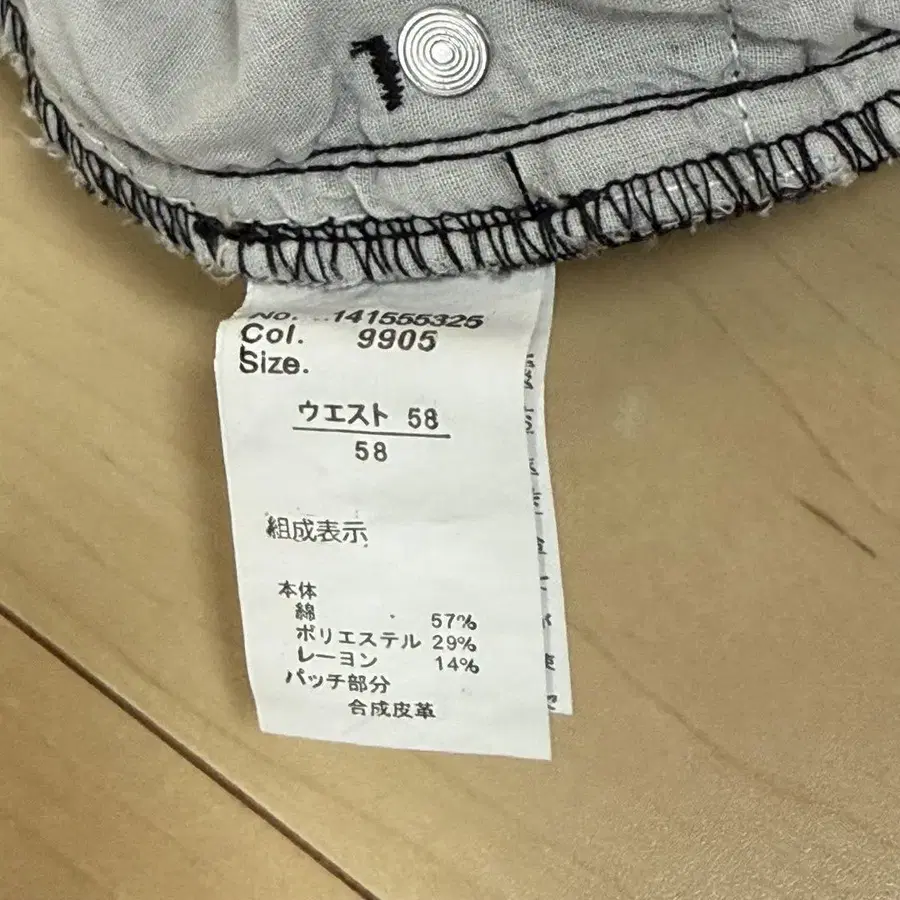 No. 141555325
Col. 9905
Size.
ウエスト 58
58
組成表示
本体
綿 57%
ポリエステル 29%
レーヨン 14%
パッチ部分
合成皮革